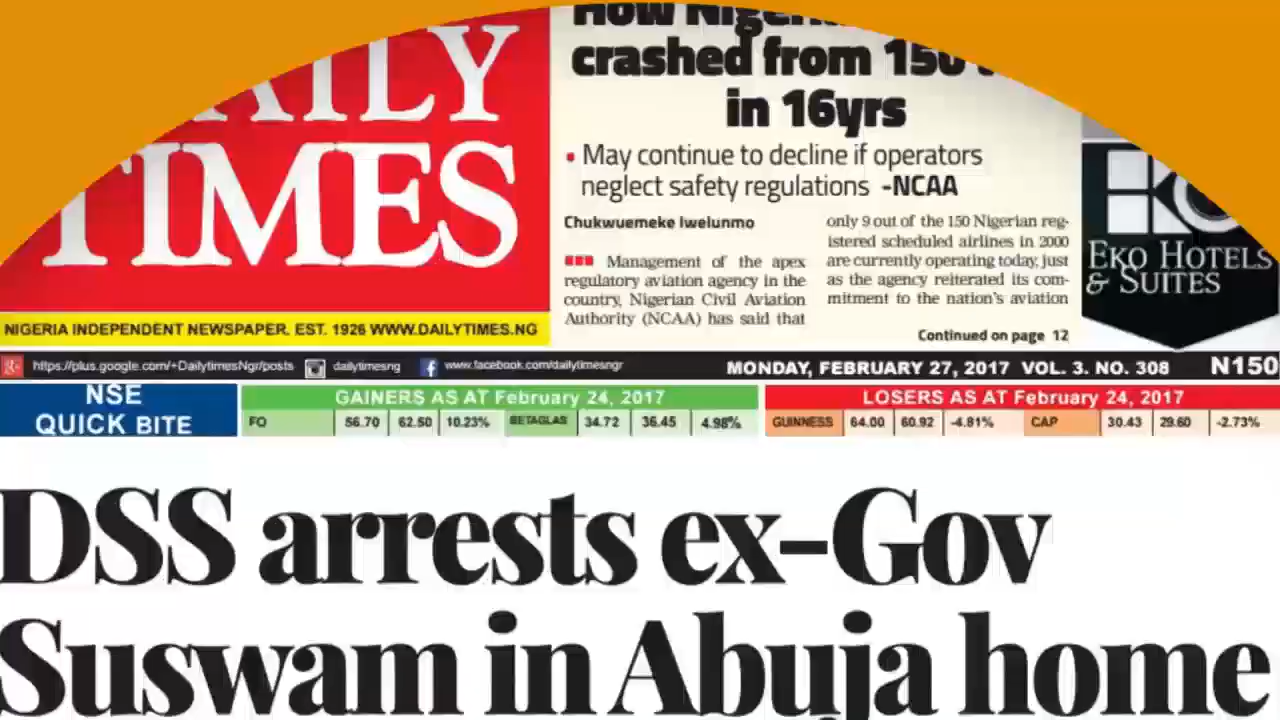 DAILY
TIMES
NIGERIA INDEPENDENT NEWSPAPER. EST. 1926 WWW.DAILYTIMES.NG
crashed from 150
in 16yrs
• May continue to decline if operators
neglect safety regulations -NCAA
Chukwuemeke Iwelunmo
Management of the apex
regulatory aviation agency in the
country, Nigerian Civil Aviation
Authority (NCAA) has said that
only 9 out of the 150 Nigerian reg-
istered scheduled airlines in 2000
are currently operating today, just
as the agency reiterated its com-
mitment to the nation's aviation
Continued on page 12
EKO HOTELS
& SUITES
https://plus.google.com/+DailytimesNgr/posts dailytimesng www.facebook.com/dailytimesngr MONDAY, FEBRUARY 27, 2017 VOL. 3. NO. 308 N150
NSE
QUICK BITE
GAINERS AS AT February 24, 2017
FO 56.70 62.50 10.23% BETAGLAS 34.72 36.45 4.98%
LOSERS AS AT February 24, 2017
GUINNESS 64.00 60.92 -4.81% CAP 30.43 29.60 -2.73%
DSS arrests ex-Gov
Suswam in Abuja home